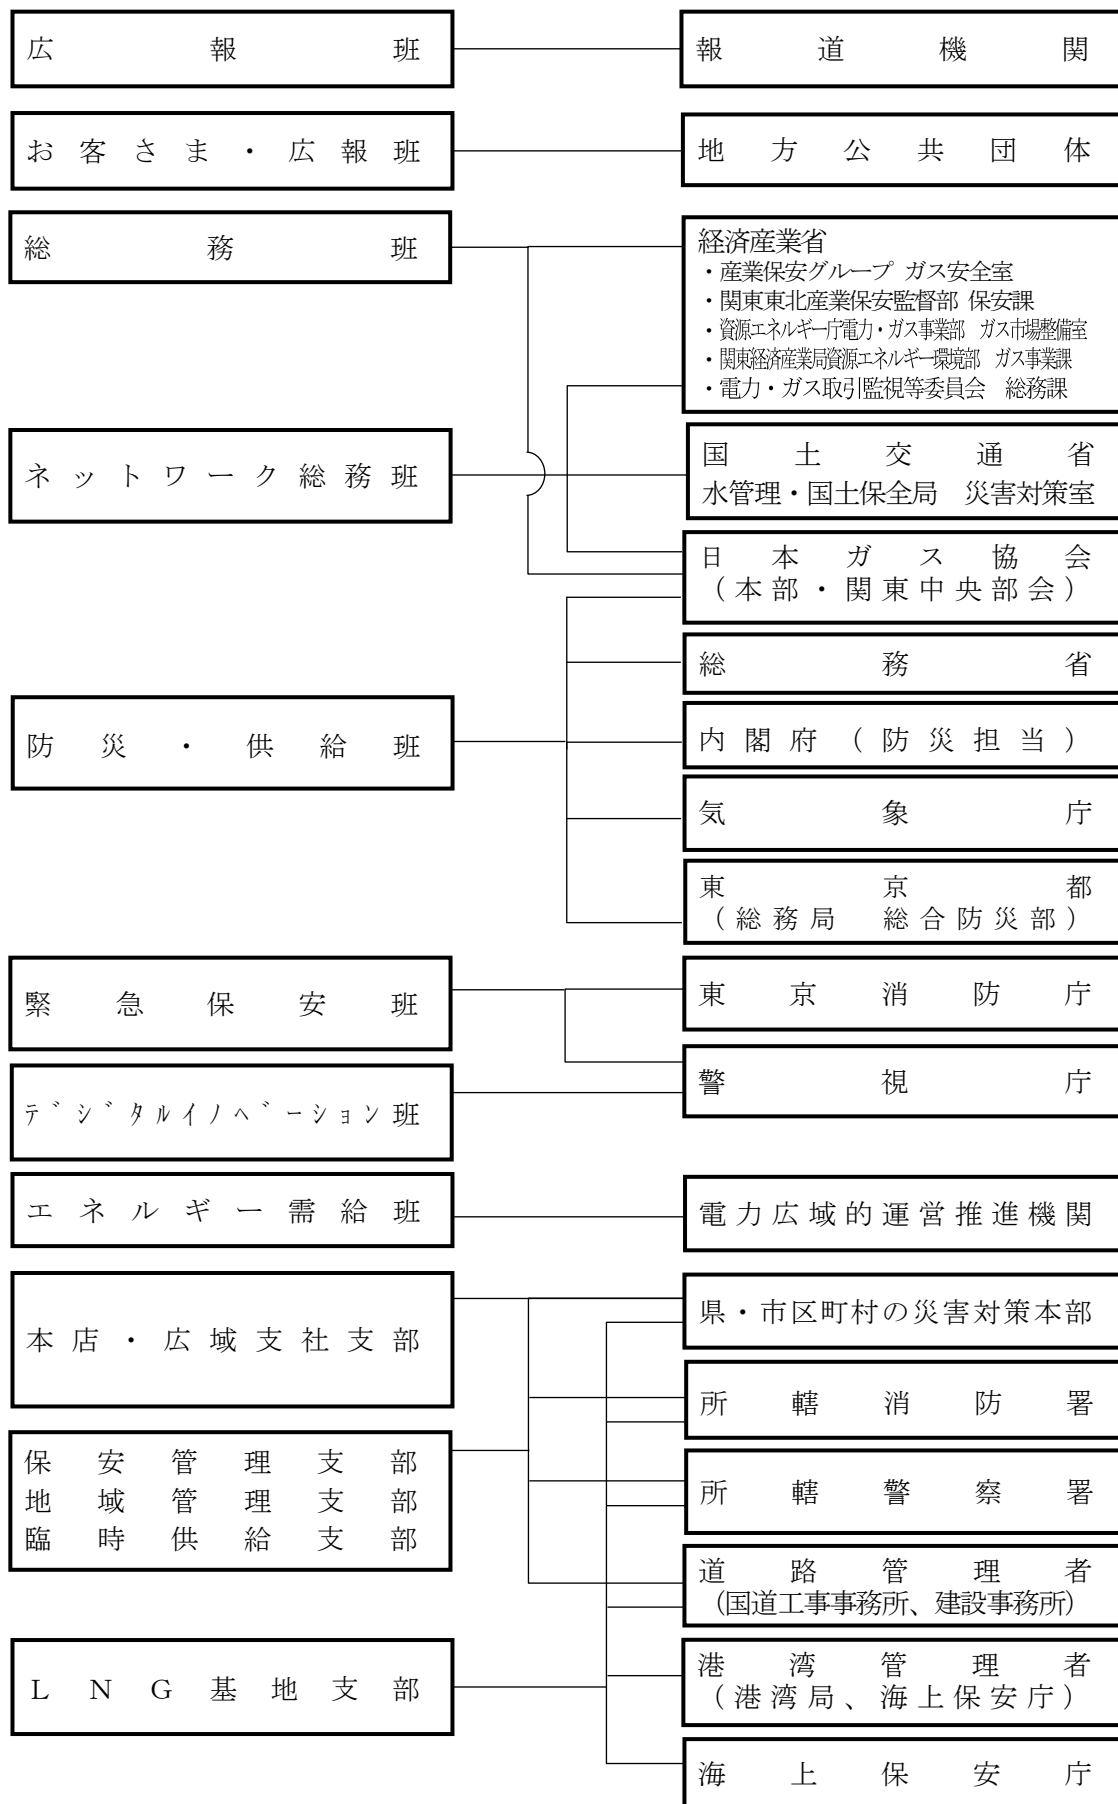 広報班
報道機関
お客さま・広報班
地方公共団体
総務班
経済産業省
・産業保安グループ ガス安全室
・関東東北産業保安監督部 保安課
・資源エネルギー庁電力・ガス事業部 ガス市場整備室
・関東経済産業局資源エネルギー環境部 ガス事業課
・電力・ガス取引監視等委員会 総務課
ネットワーク総務班
国土交通省
水管理・国土保全局 災害対策室
日本ガス協会
(本部・関東中央部会)
総務省
防災・供給班
内閣府(防災担当)
気象庁
東京都
(総務局 総合防災部)
緊急保安班
東京消防庁
警視庁
デジタルイノベーション班
エネルギー需給班
電力広域的運営推進機関
本店・広域支社支部
県・市区町村の災害対策本部
所轄消防署
保安管理支部
地域管理支部
臨時供給支部
所轄警察署
道路管理者
(国道工事事務所、建設事務所)
LNG基地支部
港湾管理者
(港湾局、海上保安庁)
海上保安庁